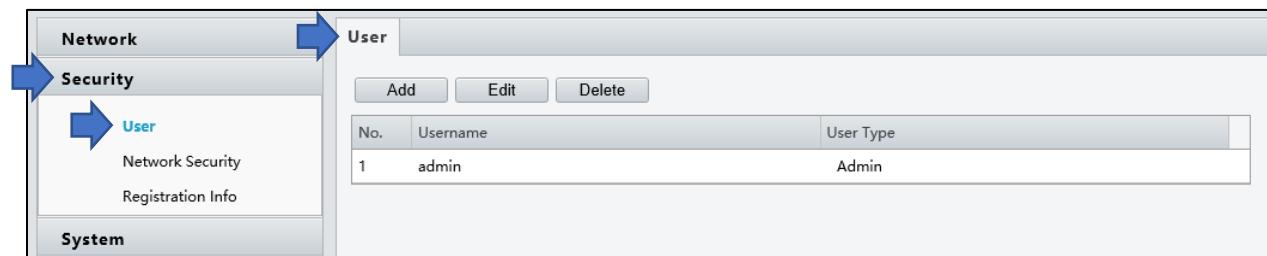 Network
Security
User
Network Security
Registration Info
System
User
Add Edit Delete
No. Username User Type
1 admin Admin